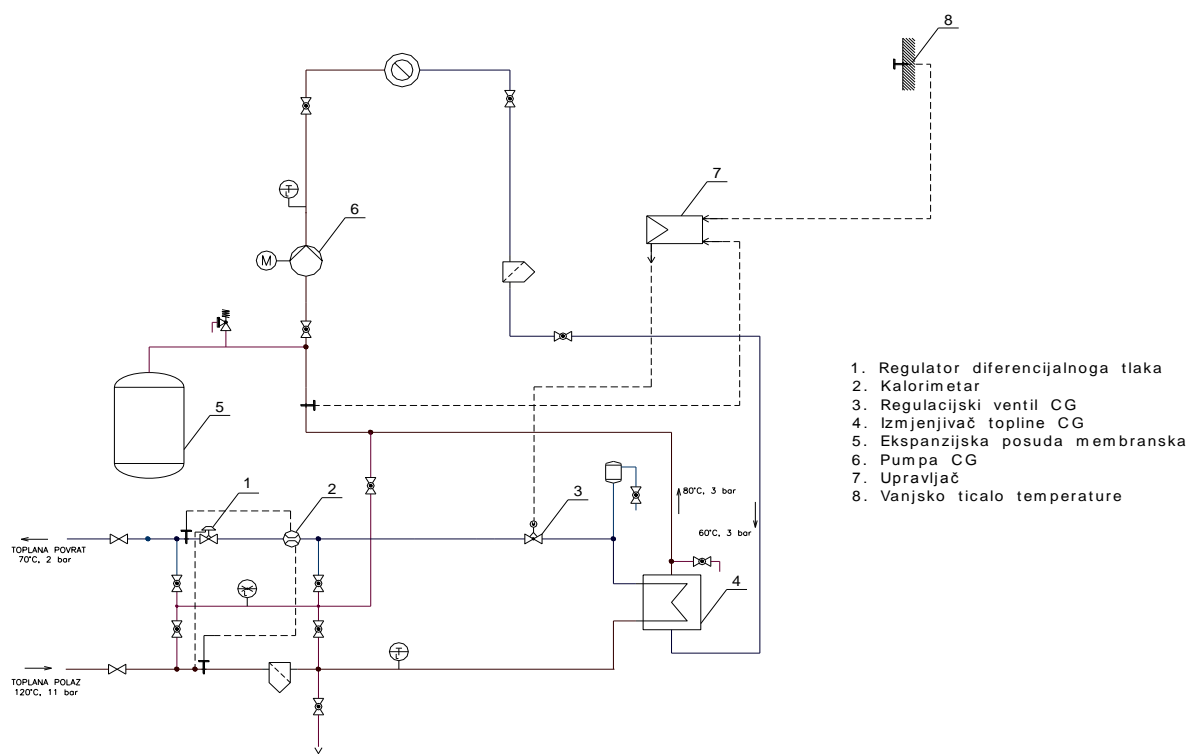 8
7
6
M
T
L
5
1
2
3
4
80°C, 3 bar
60°C, 3 bar
TOPLANA POVRAT
70°C, 2 bar
T
L
TOPLANA POLAZ
120°C, 11 bar
1. Regulator diferencijalnoga tlaka
2. Kalorimetar
3. Regulacijski ventil CG
4. Izmjenjivač topline CG
5. Ekspanzijska posuda membranska
6. Pumpa CG
7. Upravljač
8. Vanjsko ticalo temperature